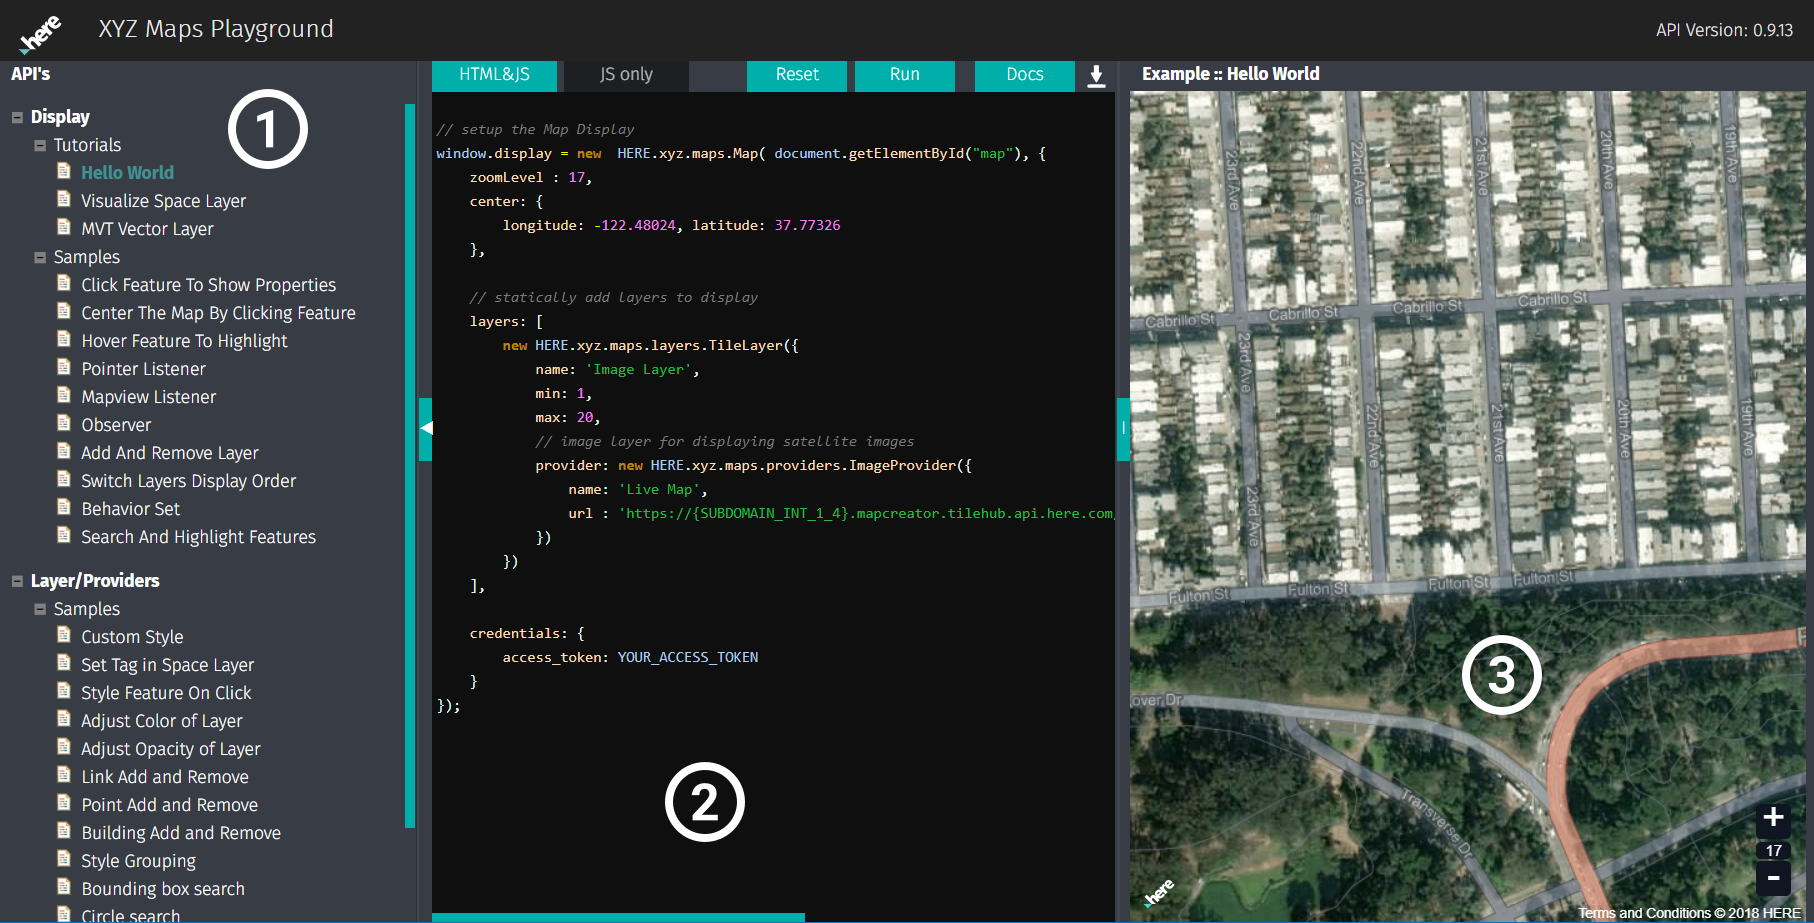 here
XYZ Maps Playground
API Version: 0.9.13
API's
1
Display
Tutorials
Hello World
Visualize Space Layer
MVT Vector Layer
Samples
Click Feature To Show Properties
Center The Map By Clicking Feature
Hover Feature To Highlight
Pointer Listener
Mapview Listener
Observer
Add And Remove Layer
Switch Layers Display Order
Behavior Set
Search And Highlight Features
Layer/Providers
Samples
Custom Style
Set Tag in Space Layer
Style Feature On Click
Adjust Color of Layer
Adjust Opacity of Layer
Link Add and Remove
Point Add and Remove
Building Add and Remove
Style Grouping
Bounding box search
Circle search
HTML&JS
JS only
Reset
Run
Docs
// setup the Map Display
window.display = new  HERE.xyz.maps.Map( document.getElementById("map"), {
    zoomLevel : 17,
    center: {
        longitude: -122.48024, latitude: 37.77326
    },
    // statically add layers to display
    layers: [
        new HERE.xyz.maps.layers.TileLayer({
            name: 'Image Layer',
            min: 1,
            max: 20,
            // image layer for displaying satellite images
            provider: new HERE.xyz.maps.providers.ImageProvider({
                name: 'Live Map',
                url : 'https://{SUBDOMAIN_INT_1_4}.mapcreator.tilehub.api.here.com/
            })
        })
    ],
    credentials: {
        access_token: YOUR_ACCESS_TOKEN
    }
});
2
Example :: Hello World
23rd Ave
22nd Ave
21st Ave
20th Ave
19th Ave
Cabrillo St
Cabrillo St
Cabrillo St
Cabrillo St
23rd Ave
22nd Ave
21st Ave
20th Ave
19th Ave
23rd Ave
Fulton St
Fulton St
Fulton St
Fulton St
3
over Dr
Transverse Dr
+
17
-
here
Terms and Conditions © 2018 HERE